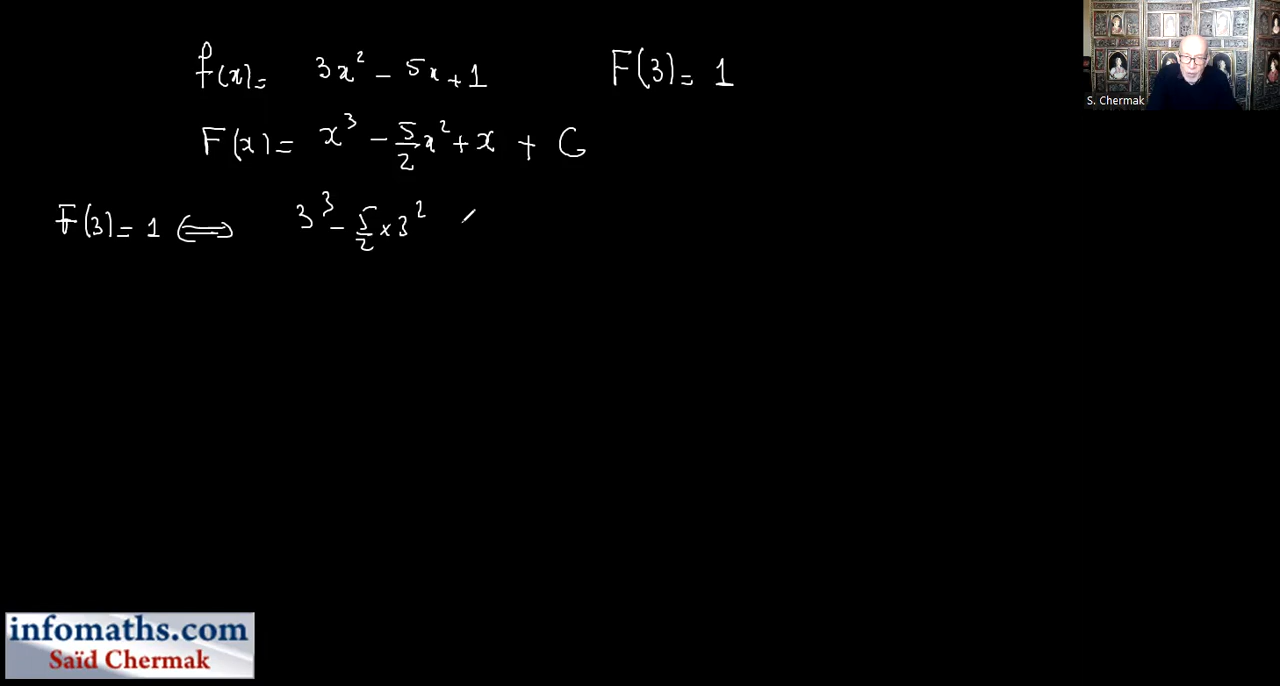 f(x)= 3x² - 5x + 1 F(3)= 1
F(x)= x³ - 5/2 x² + x + C
F(3)= 1 ⟺ 3³ - 5/2 × 3²
S. Chermak
infomaths.com
Saïd Chermak